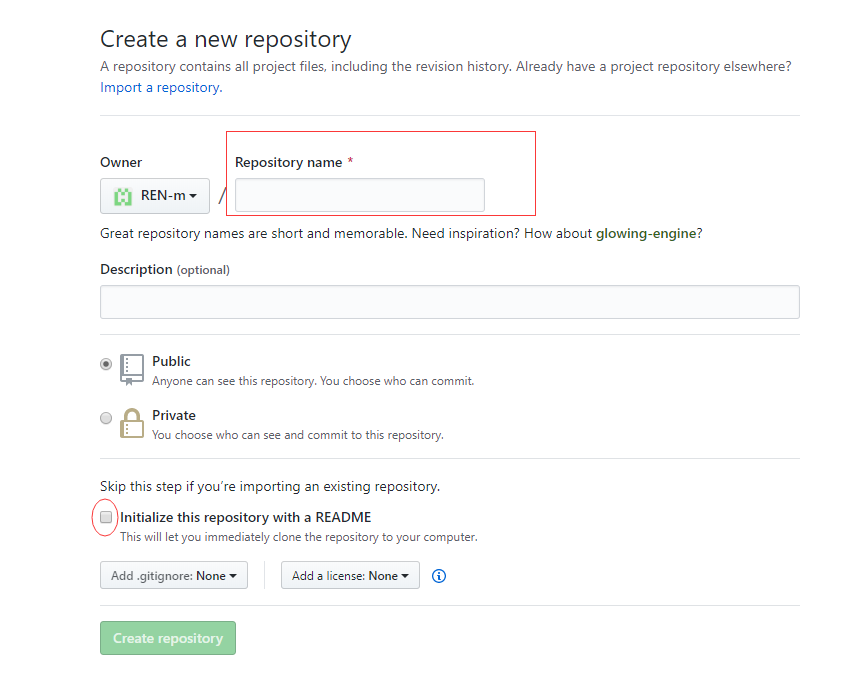 Create a new repository
A repository contains all project files, including the revision history. Already have a project repository elsewhere?
Import a repository.
Owner
Repository name *
REN-m
/
Great repository names are short and memorable. Need inspiration? How about glowing-engine?
Description (optional)
Public
Anyone can see this repository. You choose who can commit.
Private
You choose who can see and commit to this repository.
Skip this step if you’re importing an existing repository.
Initialize this repository with a README
This will let you immediately clone the repository to your computer.
Add .gitignore: None
Add a license: None
Create repository